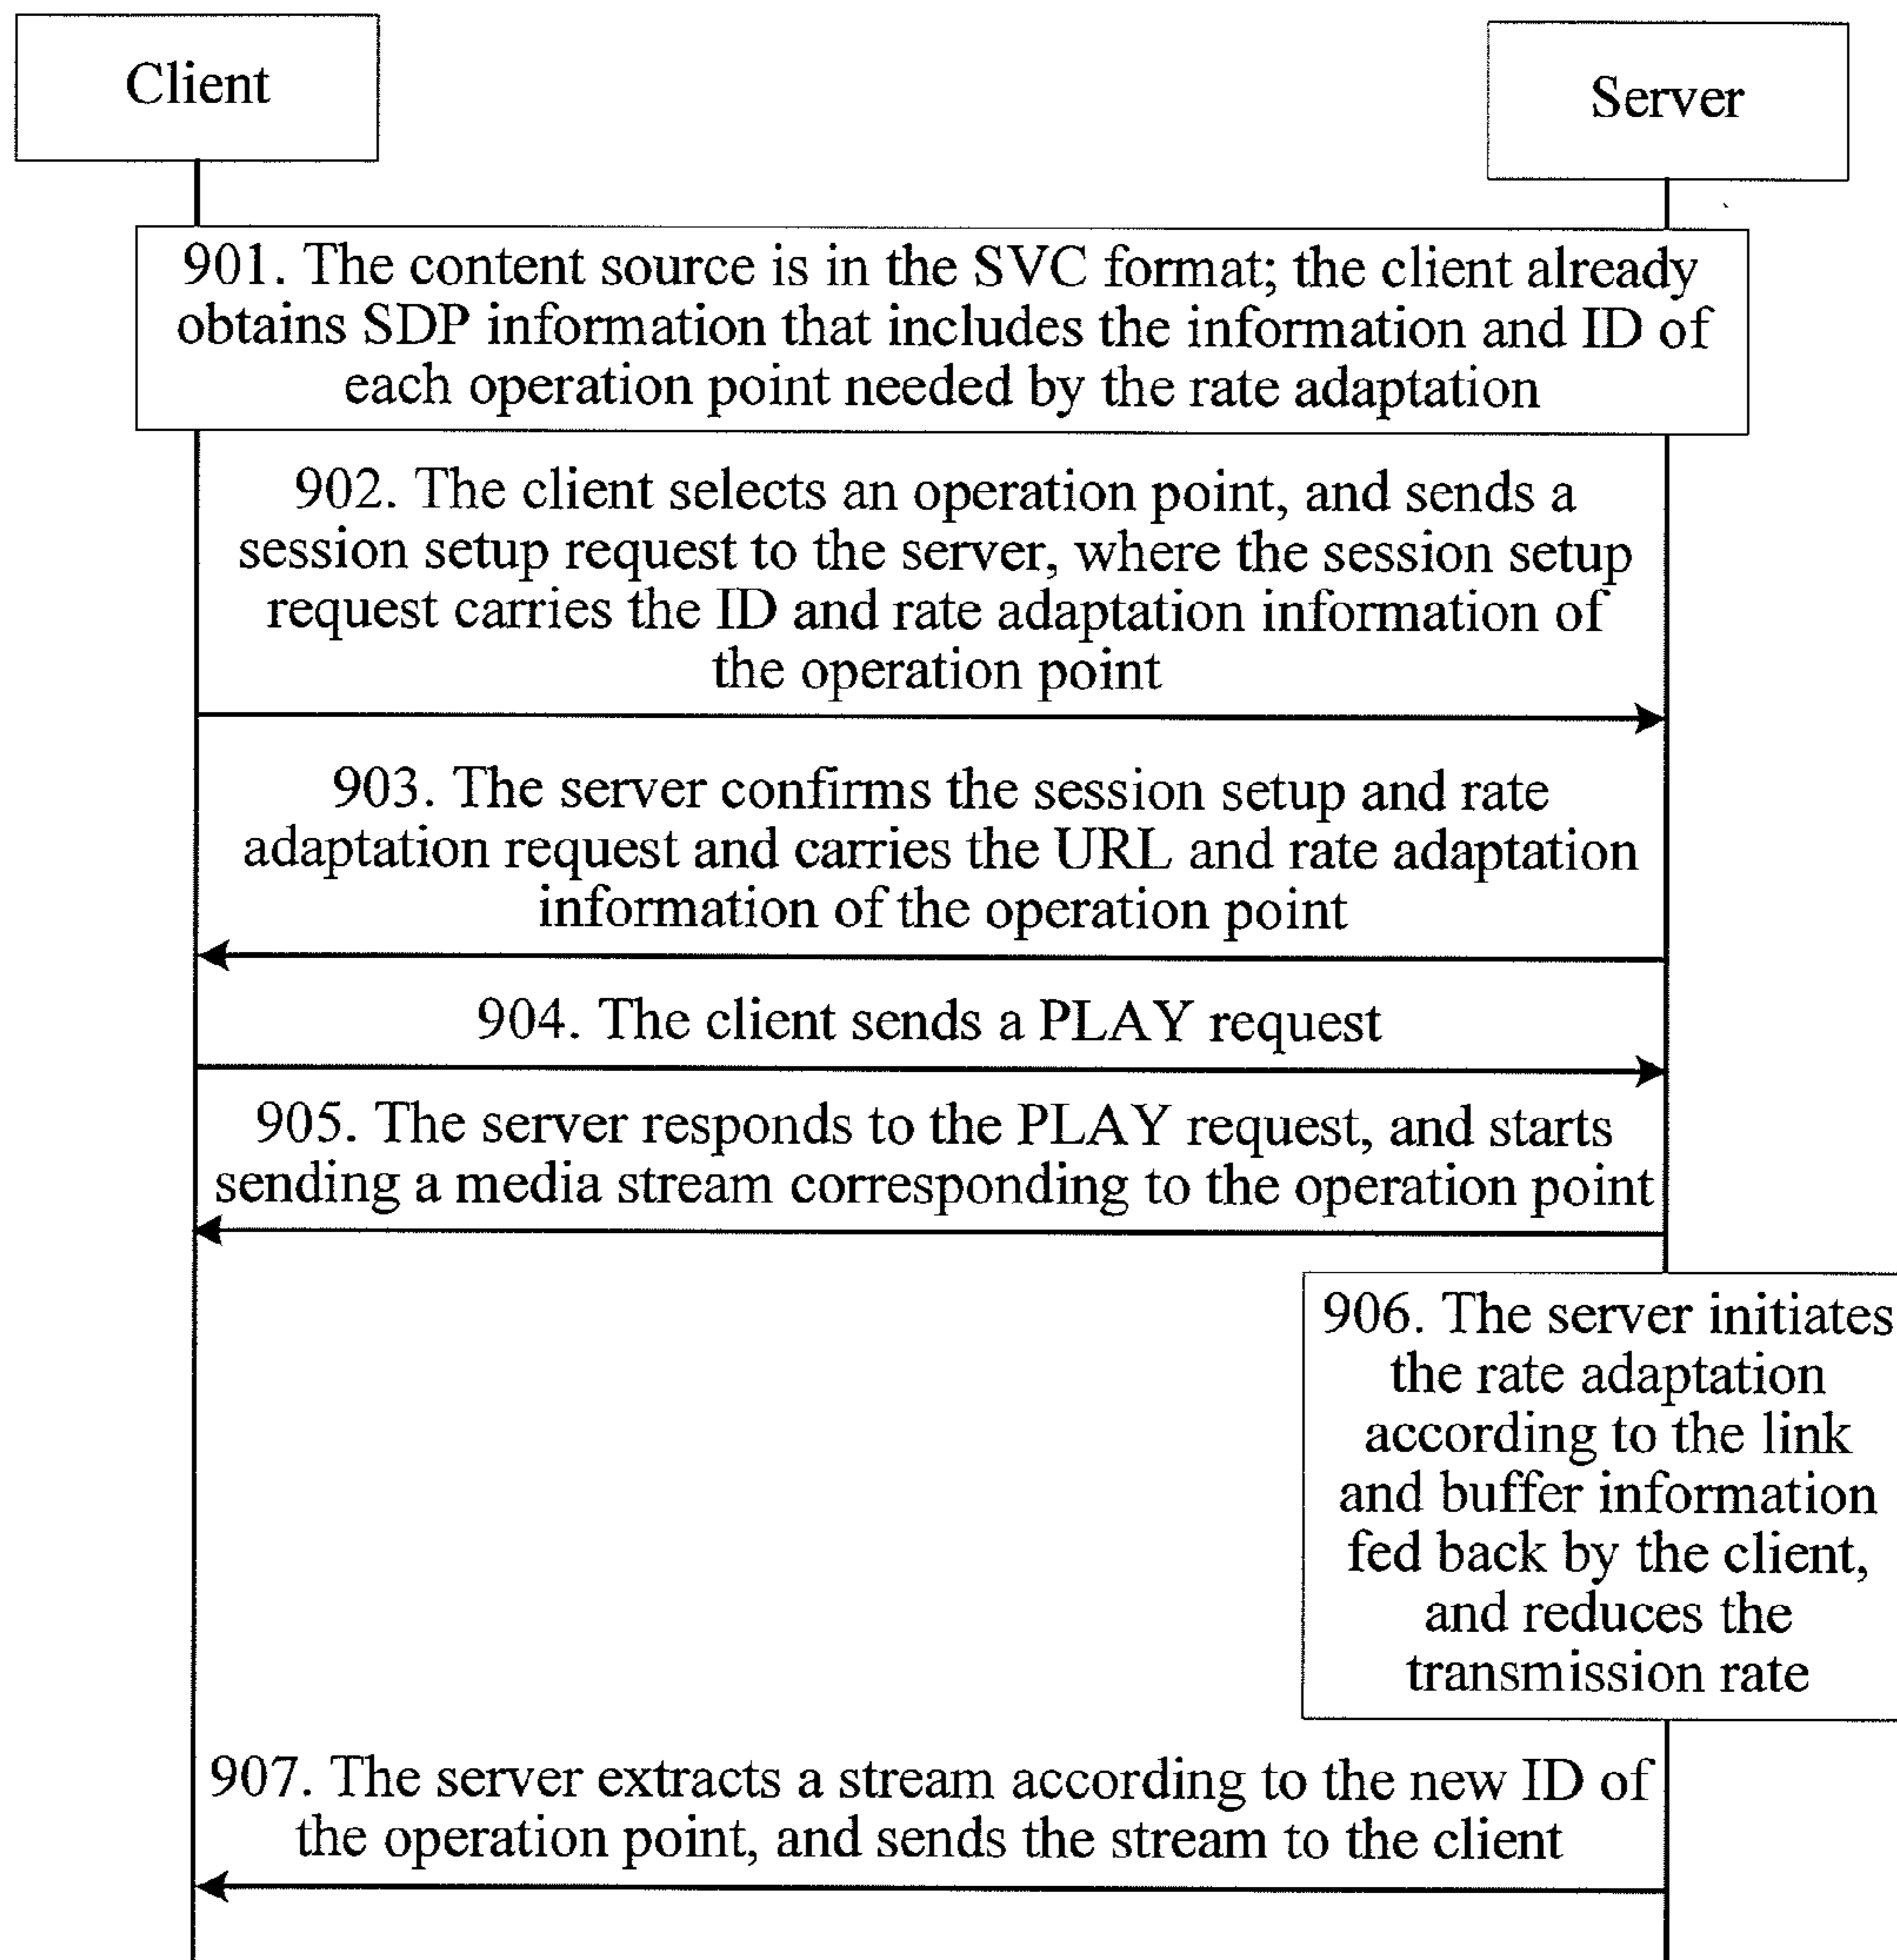 Client
Server
901. The content source is in the SVC format; the client already
obtains SDP information that includes the information and ID of
each operation point needed by the rate adaptation
902. The client selects an operation point, and sends a
session setup request to the server, where the session setup
request carries the ID and rate adaptation information of
the operation point
903. The server confirms the session setup and rate
adaptation request and carries the URL and rate adaptation
information of the operation point
904. The client sends a PLAY request
905. The server responds to the PLAY request, and starts
sending a media stream corresponding to the operation point
906. The server initiates
the rate adaptation
according to the link
and buffer information
fed back by the client,
and reduces the
transmission rate
907. The server extracts a stream according to the new ID of
the operation point, and sends the stream to the client